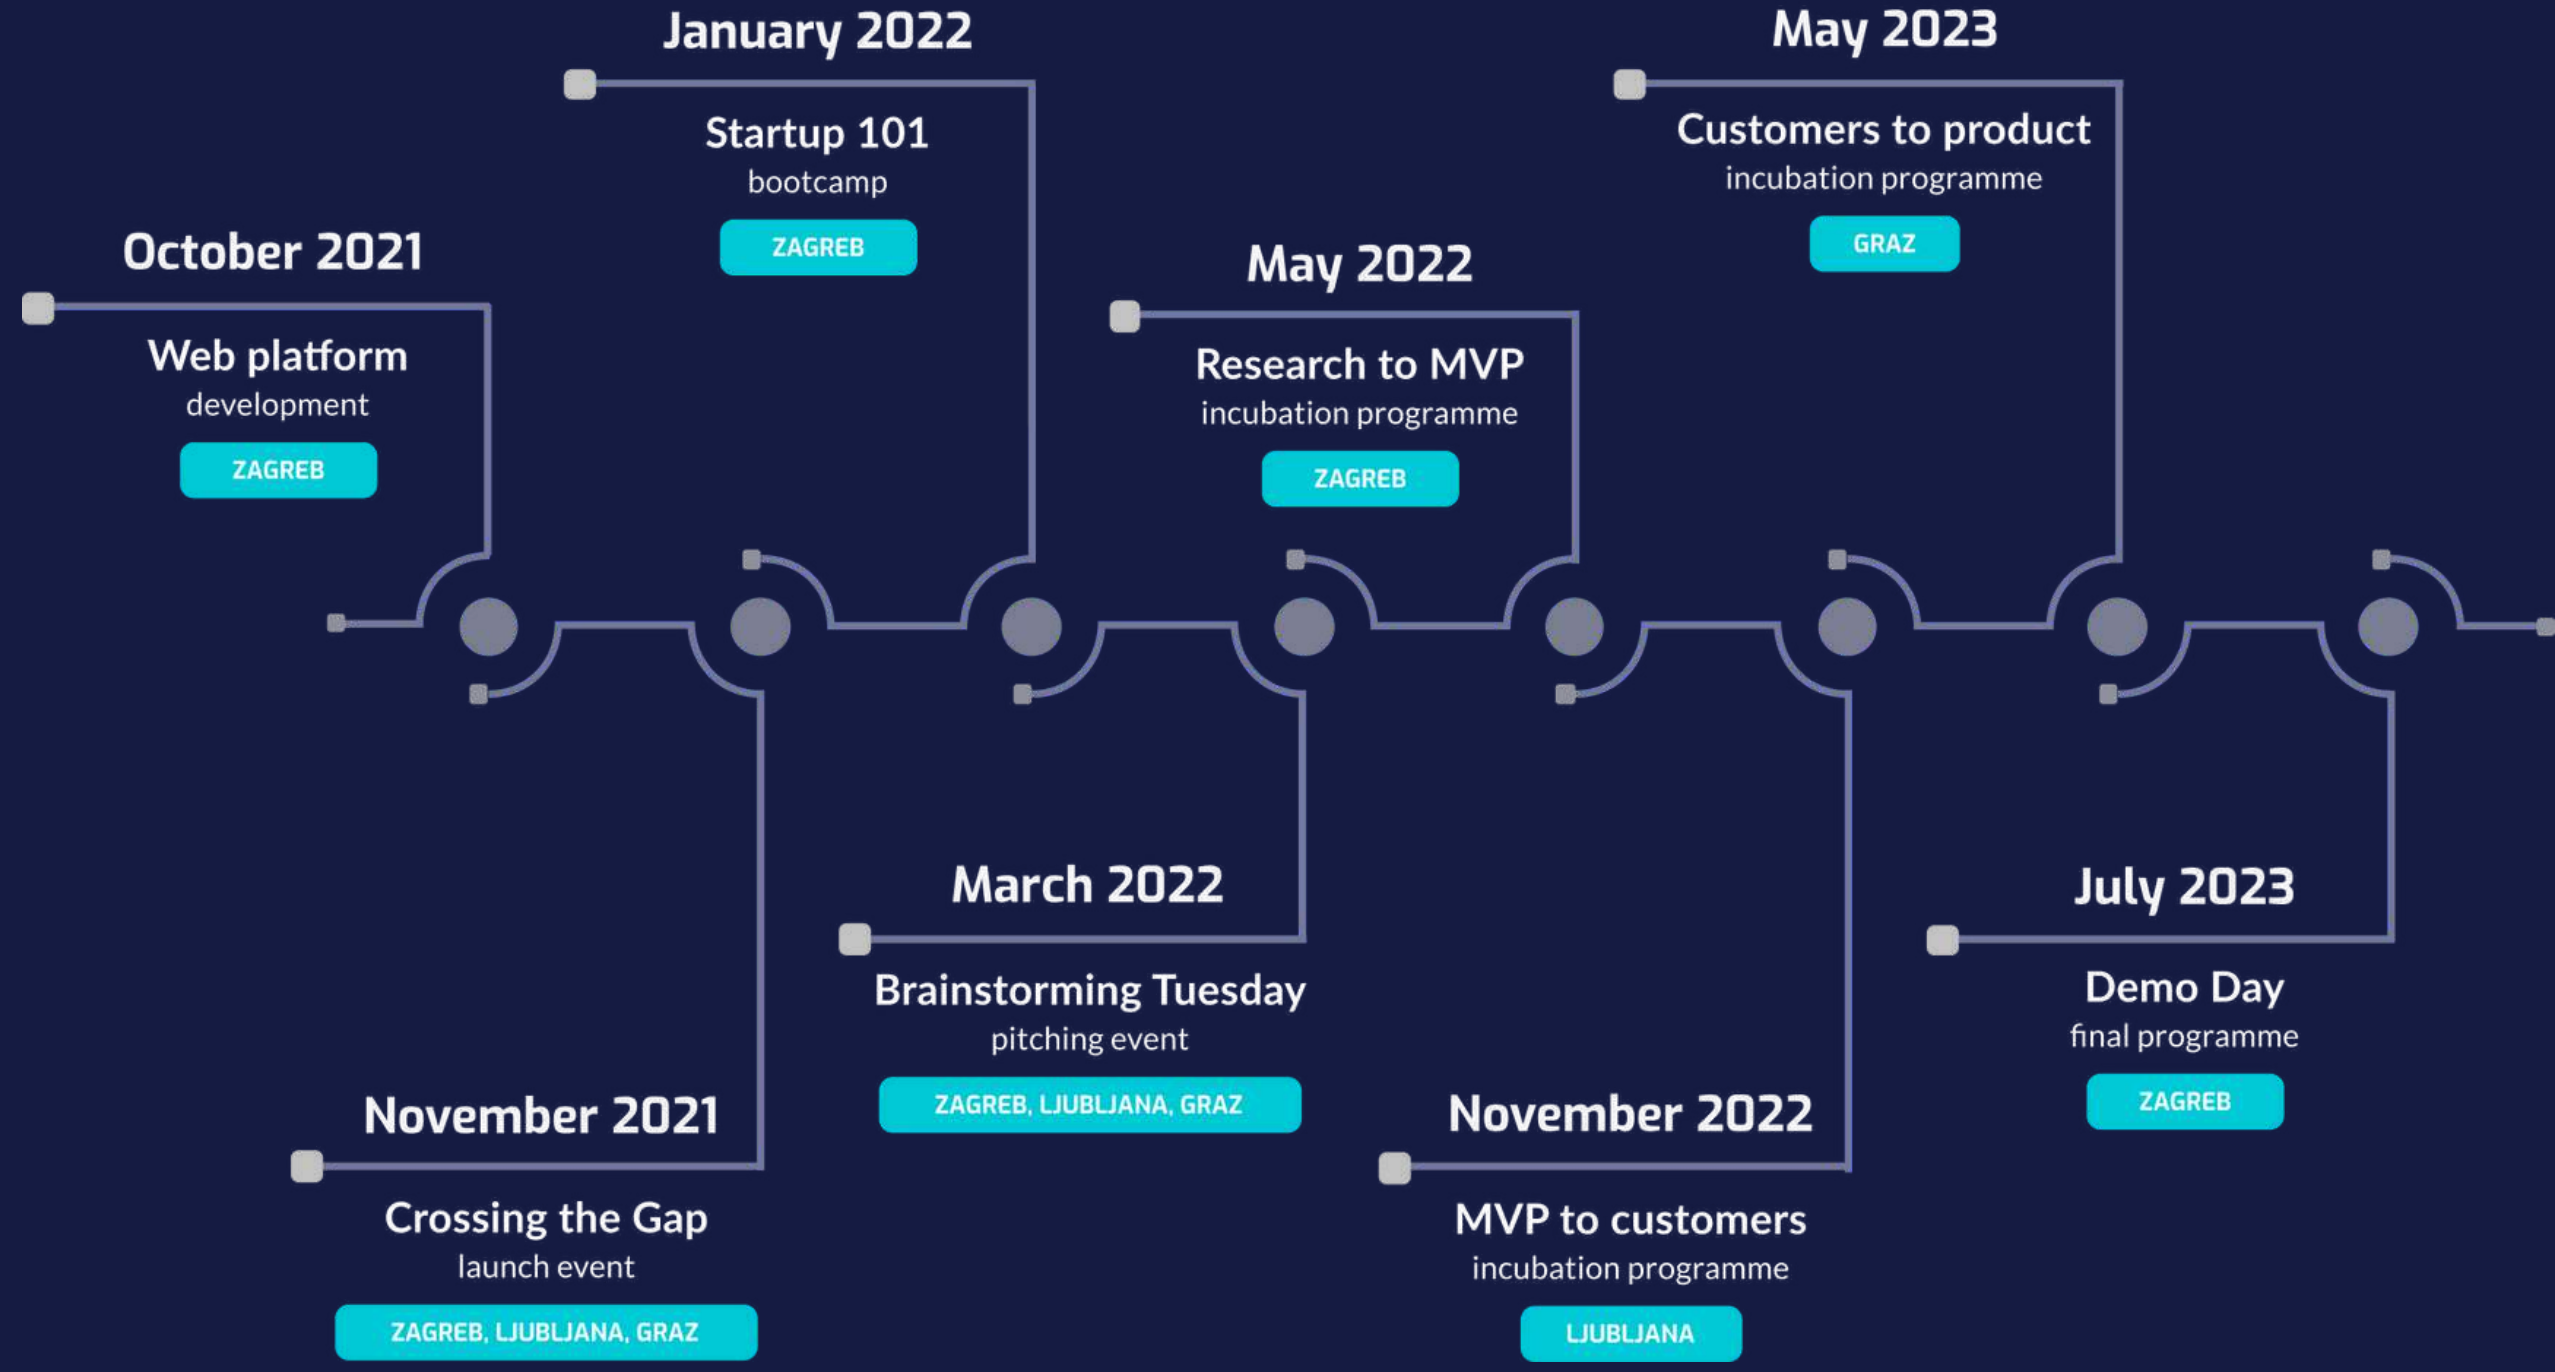 October 2021
Web platform
development
ZAGREB
November 2021
Crossing the Gap
launch event
ZAGREB, LJUBLJANA, GRAZ
January 2022
Startup 101
bootcamp
ZAGREB
March 2022
Brainstorming Tuesday
pitching event
ZAGREB, LJUBLJANA, GRAZ
May 2022
Research to MVP
incubation programme
ZAGREB
November 2022
MVP to customers
incubation programme
LJUBLJANA
May 2023
Customers to product
incubation programme
GRAZ
July 2023
Demo Day
final programme
ZAGREB